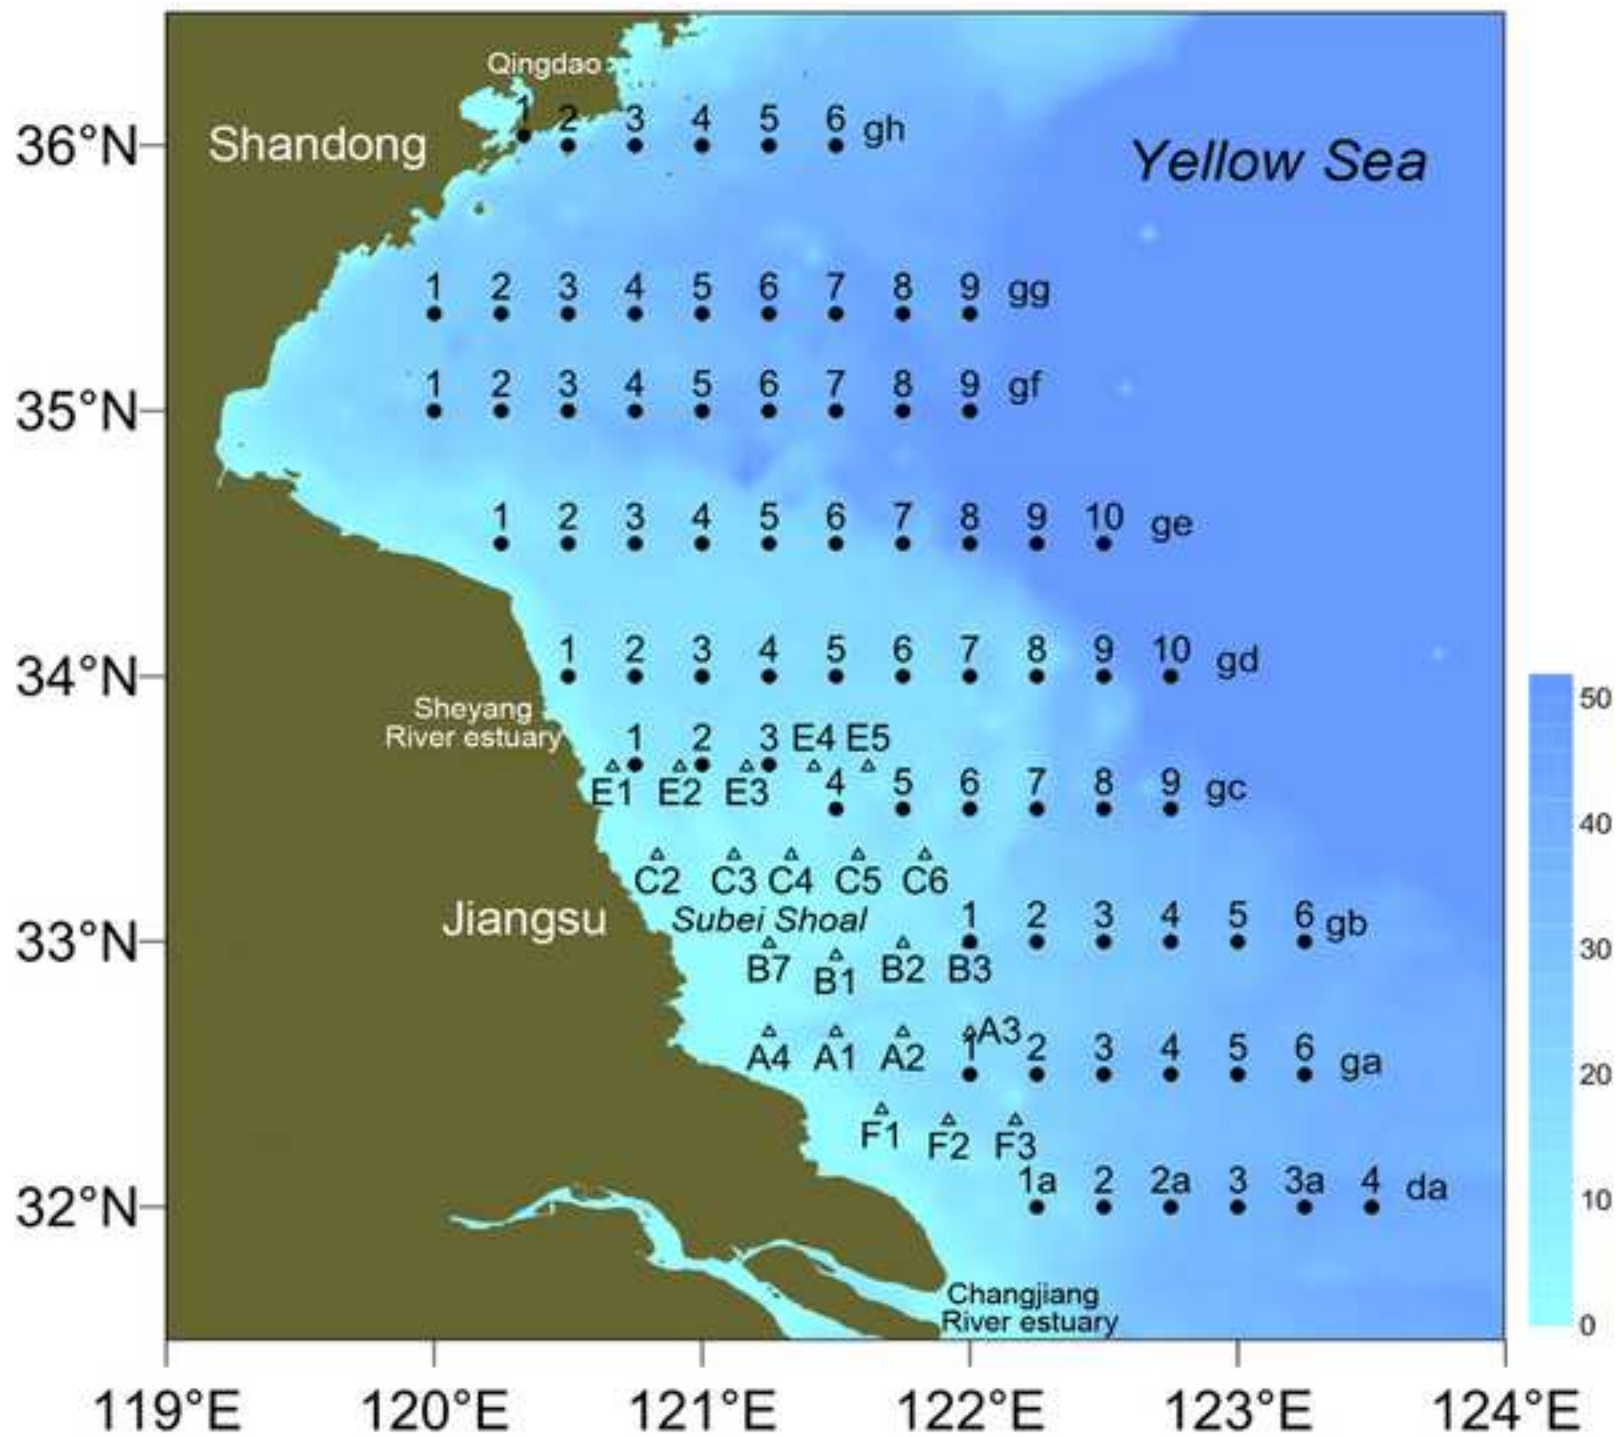 Qingdao
1 2 3 4 5 6 gh
36°N
Shandong
Yellow Sea
1 2 3 4 5 6 7 8 9 gg
1 2 3 4 5 6 7 8 9 gf
35°N
1 2 3 4 5 6 7 8 9 10 ge
1 2 3 4 5 6 7 8 9 10 gd
34°N
Sheyang
River estuary
1 2 3 E4 E5
E1 E2 E3
4 5 6 7 8 9 gc
C2 C3 C4 C5 C6
Jiangsu
Subei Shoal
1 2 3 4 5 6 gb
33°N
B7 B1 B2 B3
A3
A4 A1 A2
1 2 3 4 5 6 ga
F1 F2 F3
1a 2 2a 3 3a 4 da
32°N
Changjiang
River estuary
50
40
30
20
10
0
119°E 120°E 121°E 122°E 123°E 124°E